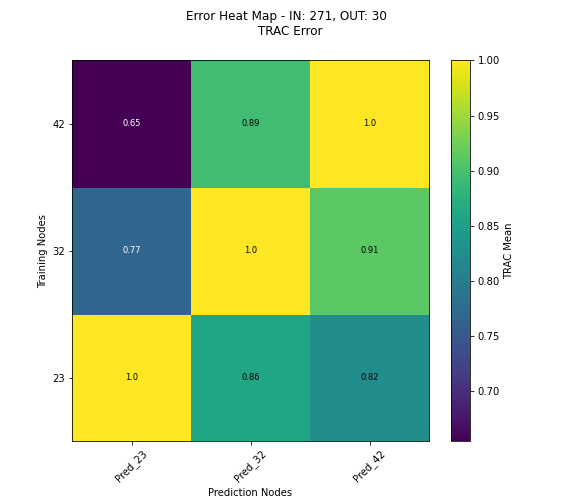 Error Heat Map - IN: 271, OUT: 30
TRAC Error
Training Nodes
42
32
23
0.65
0.89
1.0
0.77
1.0
0.91
1.0
0.86
0.82
Pred_23
Pred_32
Pred_42
Prediction Nodes
1.00
0.95
0.90
0.85
0.80
0.75
0.70
TRAC Mean